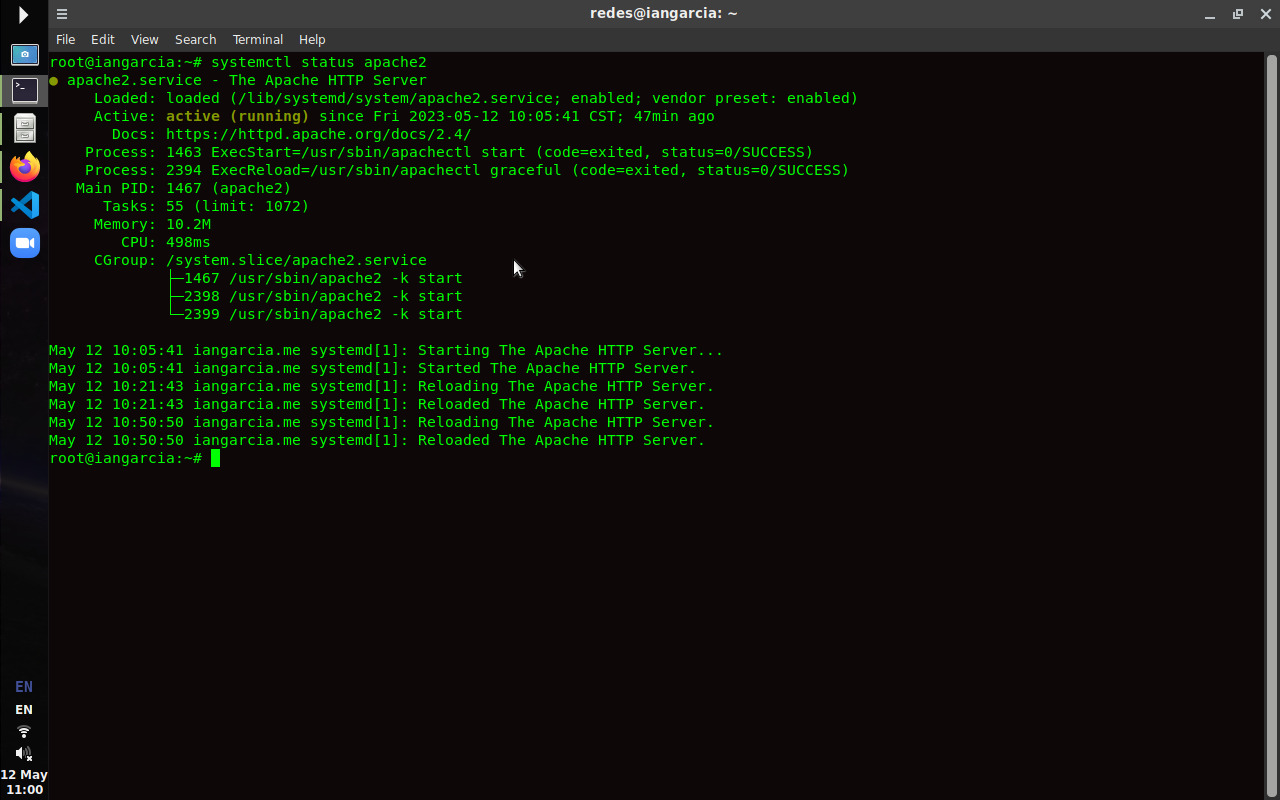 redes@iangarcia: ~
File Edit View Search Terminal Help
root@iangarcia:~# systemctl status apache2
● apache2.service - The Apache HTTP Server
     Loaded: loaded (/lib/systemd/system/apache2.service; enabled; vendor preset: enabled)
     Active: active (running) since Fri 2023-05-12 10:05:41 CST; 47min ago
       Docs: https://httpd.apache.org/docs/2.4/
    Process: 1463 ExecStart=/usr/sbin/apachectl start (code=exited, status=0/SUCCESS)
    Process: 2394 ExecReload=/usr/sbin/apachectl graceful (code=exited, status=0/SUCCESS)
   Main PID: 1467 (apache2)
      Tasks: 55 (limit: 1072)
     Memory: 10.2M
        CPU: 498ms
     CGroup: /system.slice/apache2.service
             ├─1467 /usr/sbin/apache2 -k start
             ├─2398 /usr/sbin/apache2 -k start
             └─2399 /usr/sbin/apache2 -k start

May 12 10:05:41 iangarcia.me systemd[1]: Starting The Apache HTTP Server...
May 12 10:05:41 iangarcia.me systemd[1]: Started The Apache HTTP Server.
May 12 10:21:43 iangarcia.me systemd[1]: Reloading The Apache HTTP Server.
May 12 10:21:43 iangarcia.me systemd[1]: Reloaded The Apache HTTP Server.
May 12 10:50:50 iangarcia.me systemd[1]: Reloading The Apache HTTP Server.
May 12 10:50:50 iangarcia.me systemd[1]: Reloaded The Apache HTTP Server.
root@iangarcia:~#
EN
EN
12 May
11:00